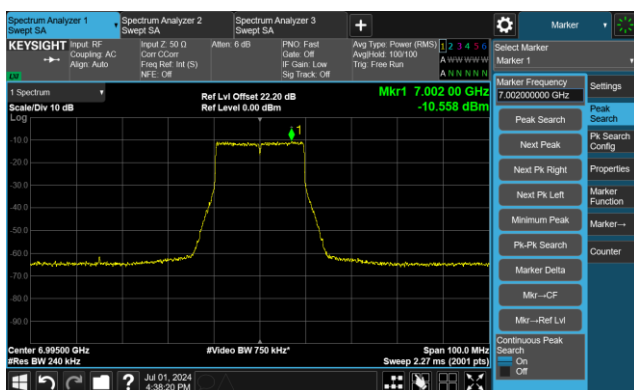 Spectrum Analyzer 1
Swept SA
Spectrum Analyzer 2
Swept SA
Spectrum Analyzer 3
Swept SA
+
Marker
KEYSIGHT
Input: RF
Coupling: AC
Align: Auto
Input Z: 50 Ω
Corr CCorr
Freq Ref: Int (S)
NFE: Off
Atten: 6 dB
PNO: Fast
Gate: Off
IF Gain: Low
Sig Track: Off
Avg Type: Power (RMS)
Avg|Hold: 100/100
Trig: Free Run
1 2 3 4 5 6
A W W W W W
A N N N N N
Select Marker
Marker 1
1 Spectrum
Scale/Div 10 dB
Log
Ref Lvl Offset 22.20 dB
Ref Level 0.00 dBm
Mkr1 7.002 00 GHz
-10.558 dBm
1
-10.0
-20.0
-30.0
-40.0
-50.0
-60.0
-70.0
-80.0
-90.0
Center 6.99500 GHz
#Res BW 240 kHz
#Video BW 750 kHz*
Span 100.0 MHz
Sweep 2.27 ms (2001 pts)
Marker Frequency
7.002000000 GHz
Peak Search
Next Peak
Next Pk Right
Next Pk Left
Minimum Peak
Pk-Pk Search
Marker Delta
Mkr→CF
Mkr→Ref Lvl
Continuous Peak
Search
On
Off
Settings
Peak
Search
Pk Search
Config
Properties
Marker
Function
Marker→
Counter
?
Jul 01, 2024
4:38:20 PM